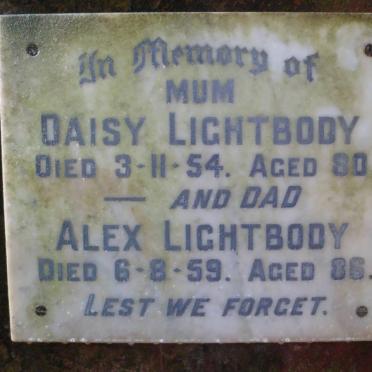 In Memory of
MUM
DAISY LIGHTBODY
DIED 3-11-54. AGED 80
— AND DAD
ALEX LIGHTBODY
DIED 6-8-59. AGED 86.
LEST WE FORGET.